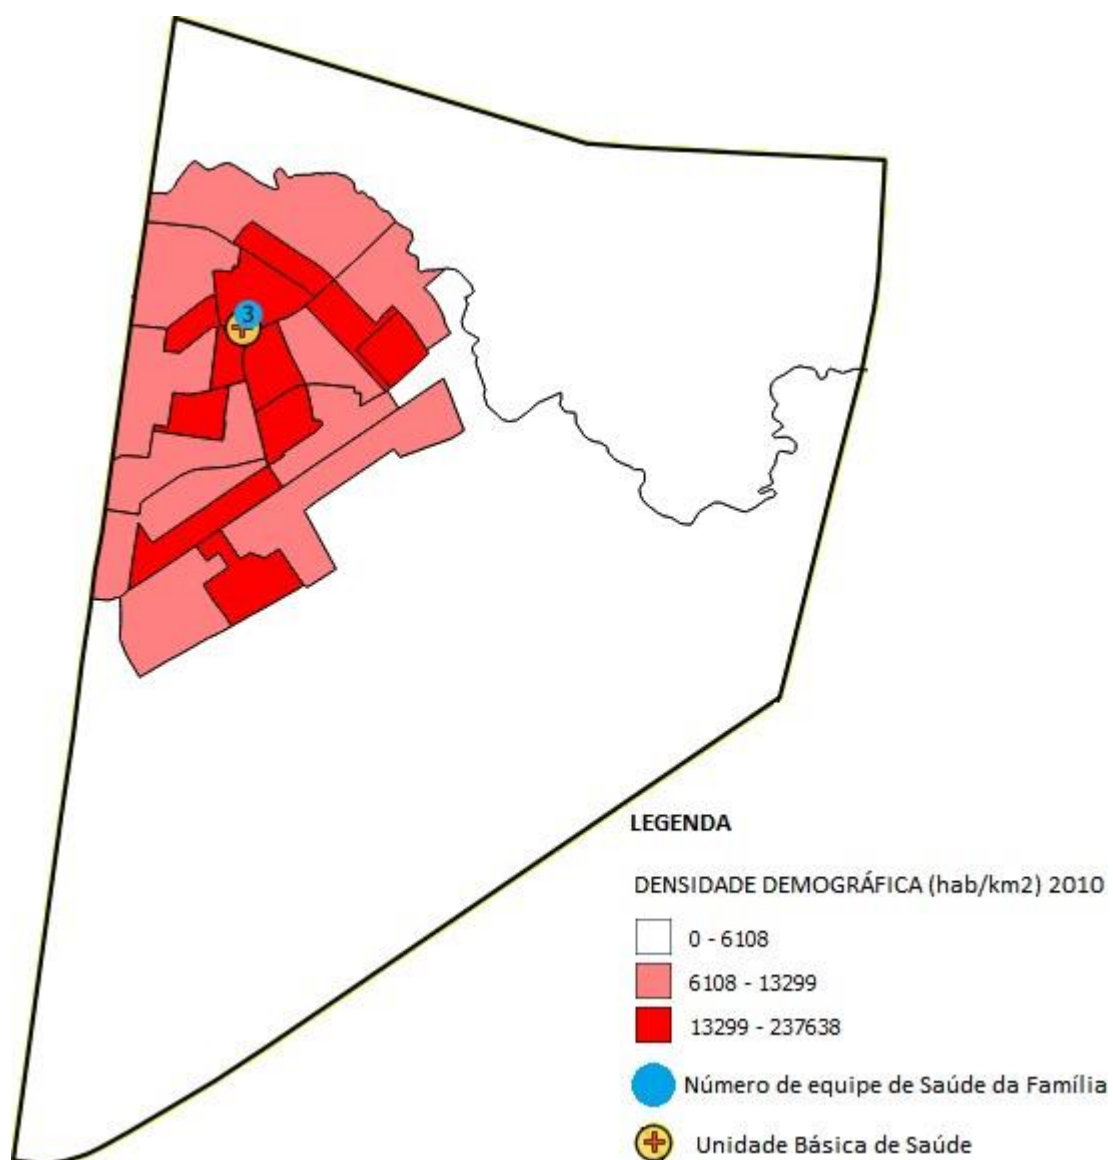 3
LEGENDA
DENSIDADE DEMOGRÁFICA (hab/km2) 2010
0 - 6108
6108 - 13299
13299 - 237638
Número de equipe de Saúde da Família
Unidade Básica de Saúde